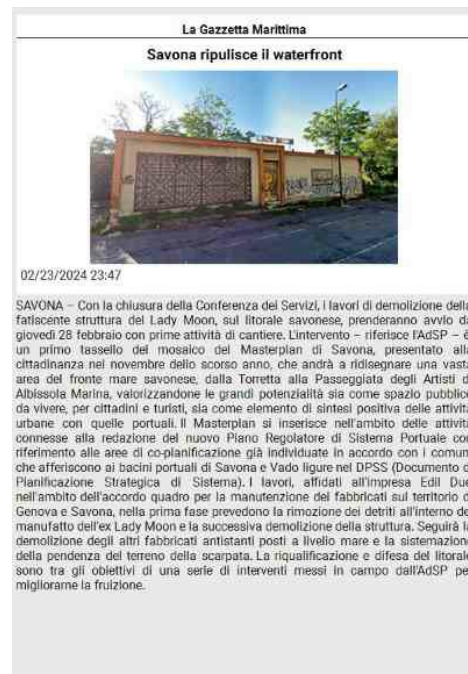 La Gazzetta Marittima
Savona ripulisce il waterfront
02/23/2024 23:47
SAVONA – Con la chiusura della Conferenza dei Servizi, i lavori di demolizione della
fatiscente struttura del Lady Moon, sul litorale savonese, prenderanno avvio da
giovedì 28 febbraio con prime attività di cantiere. L'intervento – riferisce l'AdSP – è
un primo tassello del mosaico del Masterplan di Savona, presentato alla
cittadinanza nel novembre dello scorso anno, che andrà a ridisegnare una vasta
area del fronte mare savonese, dalla Torretta alla Passeggiata degli Artisti d
Albissola Marina, valorizzandone le grandi potenzialità sia come spazio pubblico
da vivere, per cittadini e turisti, sia come elemento di sintesi positiva delle attività
urbane con quelle portuali. Il Masterplan si inserisce nell'ambito delle attività
connesse alla redazione del nuovo Piano Regolatore di Sistema Portuale con
riferimento alle aree di co-pianificazione già individuate in accordo con i comuni
che afferiscono ai bacini portuali di Savona e Vado ligure nel DPSS (Documento d
Pianificazione Strategica di Sistema). I lavori, affidati all'impresa Edil Due
nell'ambito dell'accordo quadro per la manutenzione dei fabbricati sul territorio d
Genova e Savona, nella prima fase prevedono la rimozione dei detriti all'interno de
manufatto dell'ex Lady Moon e la successiva demolizione della struttura. Seguirà la
demolizione degli altri fabbricati antistanti posti a livello mare e la sistemazione
della pendenza del terreno della scarpata. La riqualificazione e difesa del litorale
sono tra gli obiettivi di una serie di interventi messi in campo dall'AdSP pe
migliorarne la fruizione.